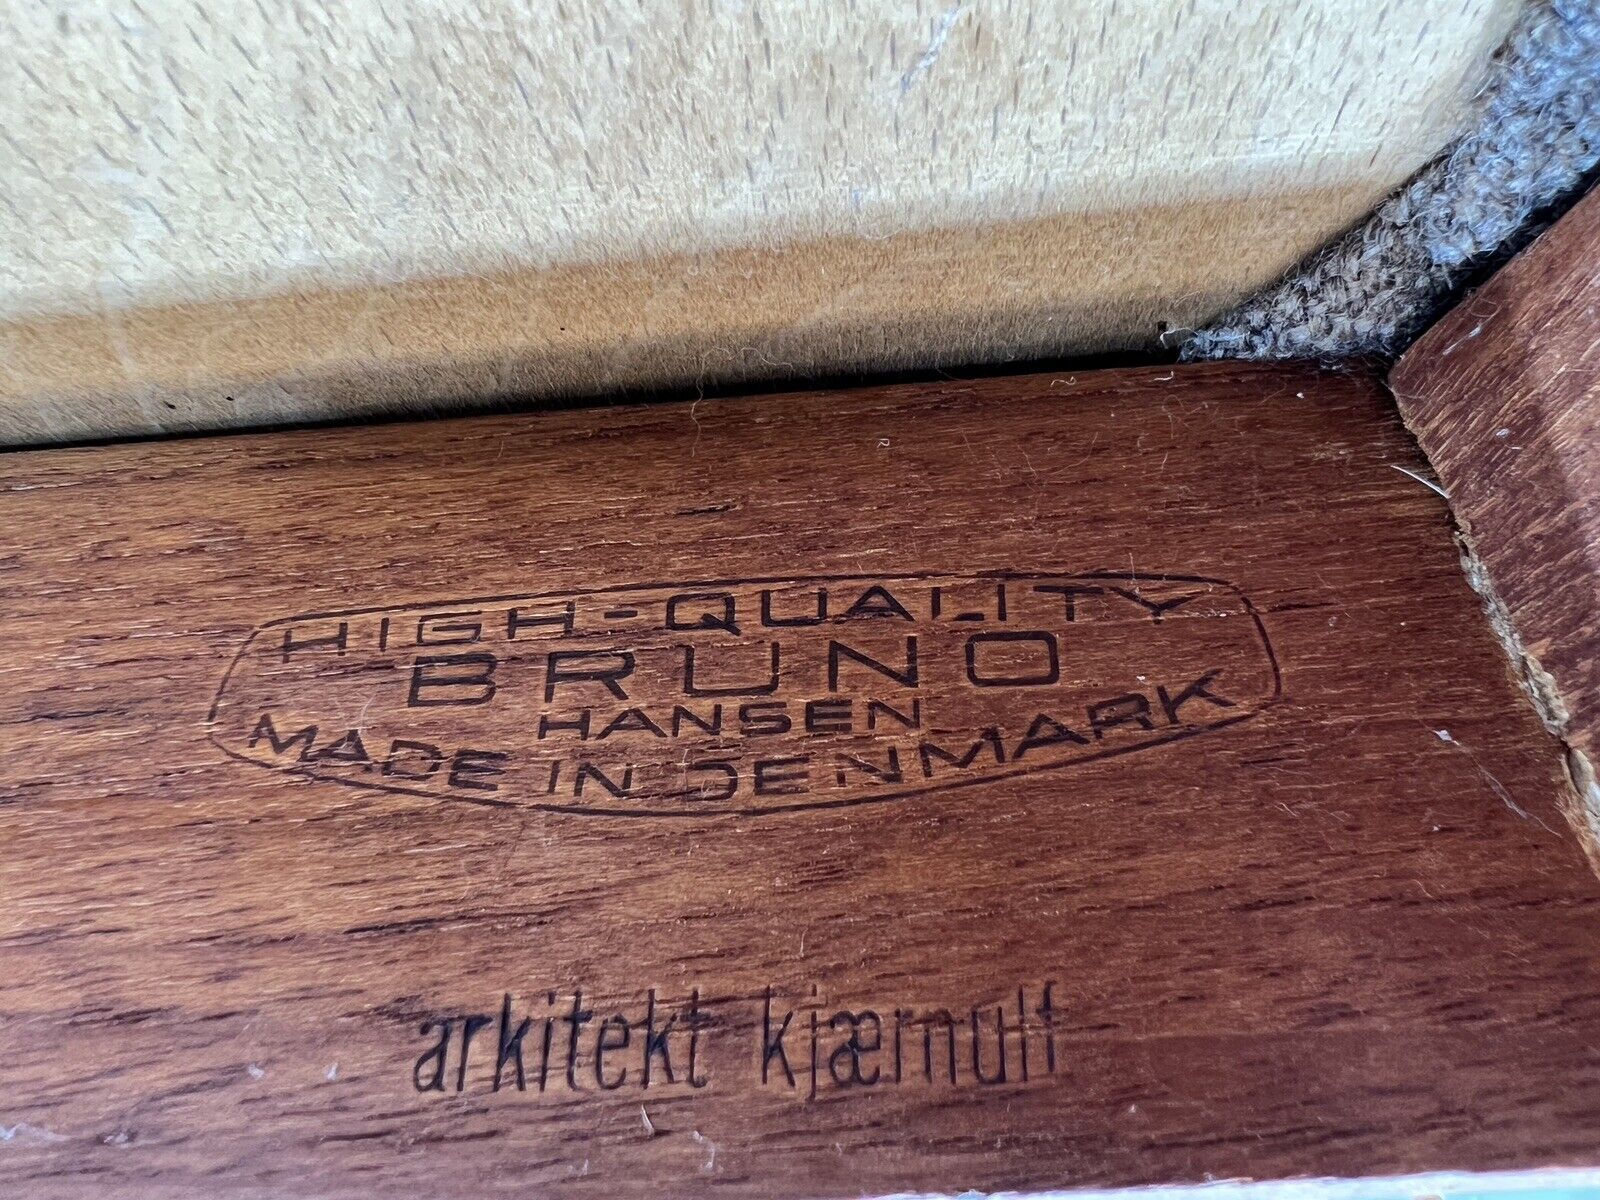 HIGH-QUALITY
BRUNO
HANSEN
MADE IN DENMARK
arkitekt kjærnulf